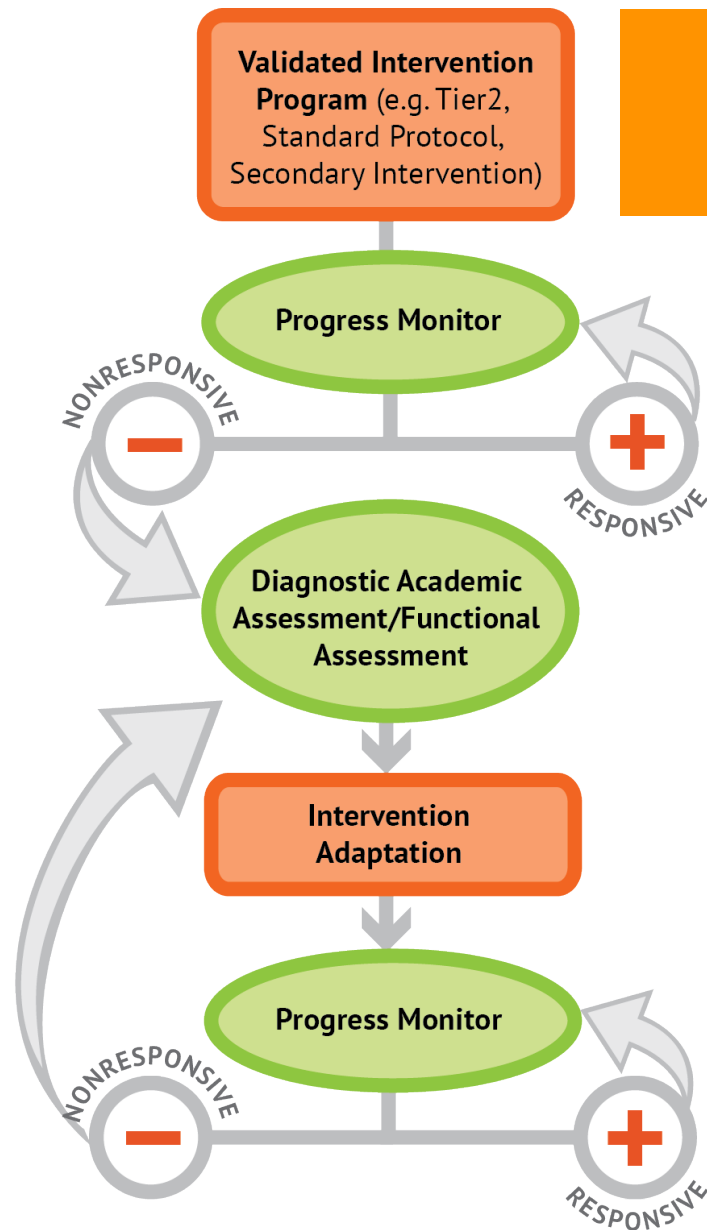 Validated Intervention
Program (e.g. Tier2,
Standard Protocol,
Secondary Intervention)
Progress Monitor
NONRESPONSIVE
RESPONSIVE
Diagnostic Academic
Assessment/Functional
Assessment
Intervention
Adaptation
Progress Monitor
NONRESPONSIVE
RESPONSIVE